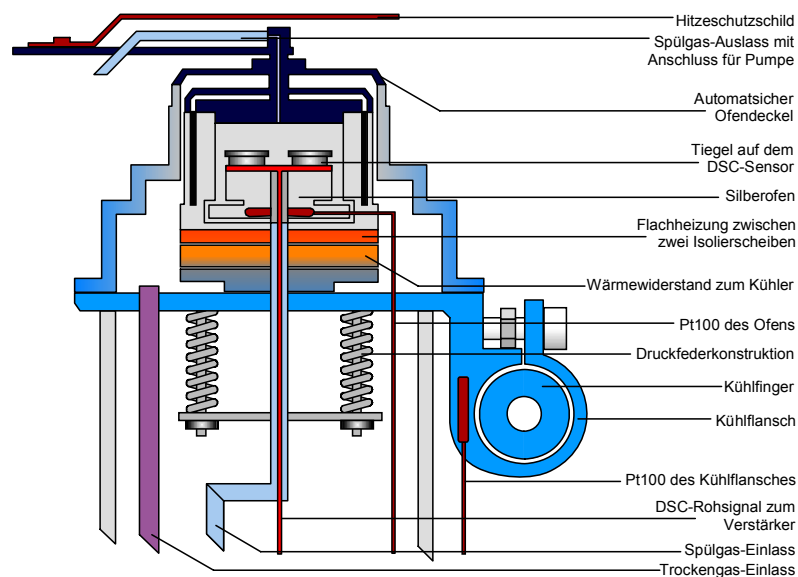 Hitzeschutzschild
Spülgas-Auslass mit
Anschluss für Pumpe
Automatsicher
Ofendeckel
Tiegel auf dem
DSC-Sensor
Silberofen
Flachheizung zwischen
zwei Isolierscheiben
Wärmewiderstand zum Kühler
Pt100 des Ofens
Druckfederkonstruktion
Kühlfinger
Kühlflansch
Pt100 des Kühlflansches
DSC-Rohsignal zum
Verstärker
Spülgas-Einlass
Trockengas-Einlass